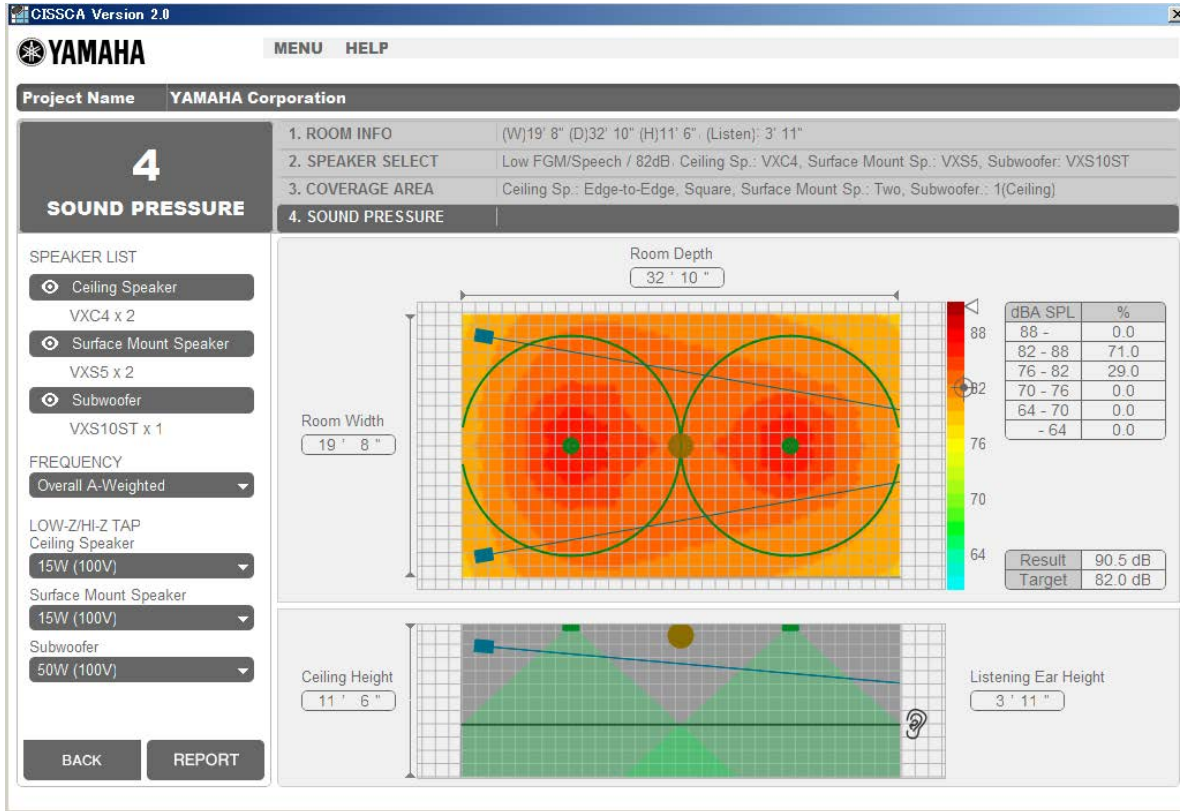 CISSCA Version 2.0
YAMAHA
MENU HELP
Project Name YAMAHA Corporation
4
SOUND PRESSURE
1. ROOM INFO (W)19' 8" (D)32' 10" (H)11' 6", (Listen): 3' 11"
2. SPEAKER SELECT Low FGM/Speech / 82dB, Ceiling Sp.: VXC4, Surface Mount Sp.: VXS5, Subwoofer: VXS10ST
3. COVERAGE AREA Ceiling Sp.: Edge-to-Edge, Square, Surface Mount Sp.: Two, Subwoofer.: 1(Ceiling)
4. SOUND PRESSURE
SPEAKER LIST
Ceiling Speaker
VXC4 x 2
Surface Mount Speaker
VXS5 x 2
Subwoofer
VXS10ST x 1
FREQUENCY
Overall A-Weighted
LOW-Z/HI-Z TAP
Ceiling Speaker
15W (100V)
Surface Mount Speaker
15W (100V)
Subwoofer
50W (100V)
BACK REPORT
Room Depth
32 ' 10 "
Room Width
19 ' 8 "
88
82
76
70
64
dBA SPL %
88 - 0.0
82 - 88 71.0
76 - 82 29.0
70 - 76 0.0
64 - 70 0.0
- 64 0.0
Result 90.5 dB
Target 82.0 dB
Ceiling Height
11 ' 6 "
Listening Ear Height
3 ' 11 "